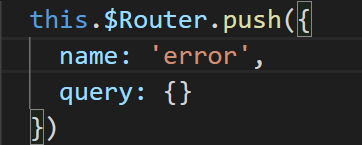 this.$Router.push({
name: 'error',
query: {}
})